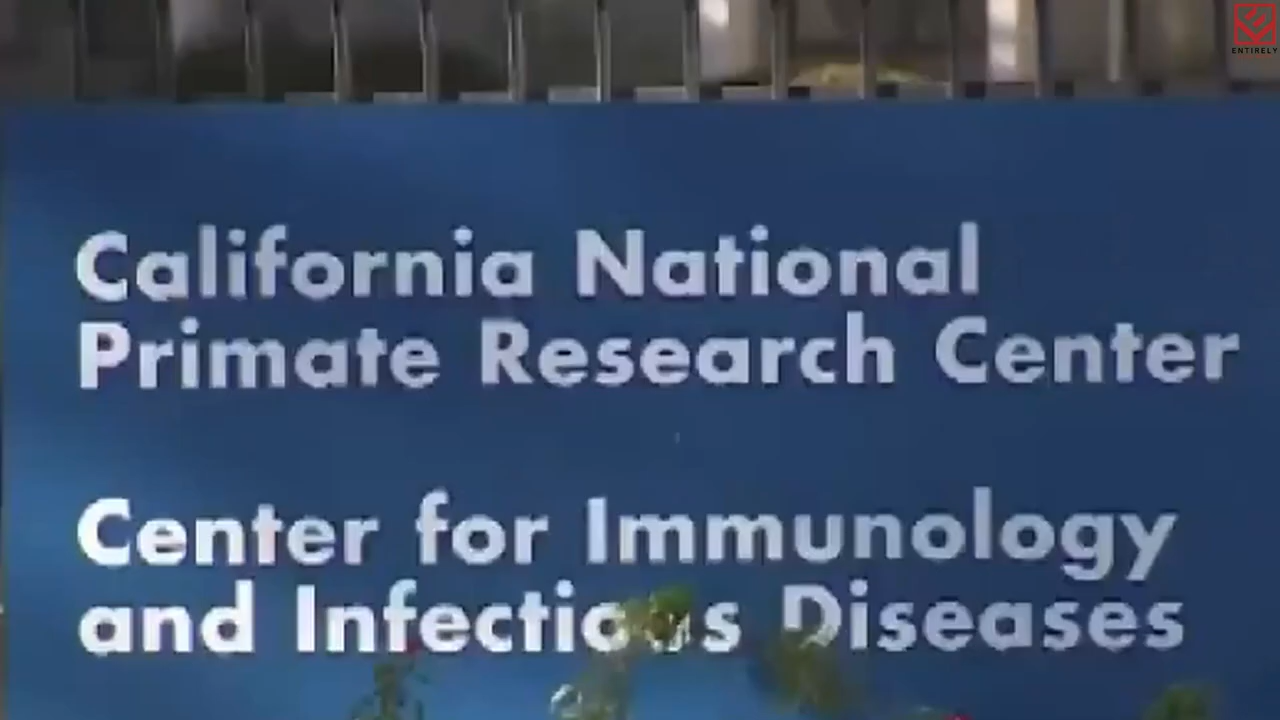 ENTIRELY
California National
Primate Research Center
Center for Immunology
and Infectious Diseases